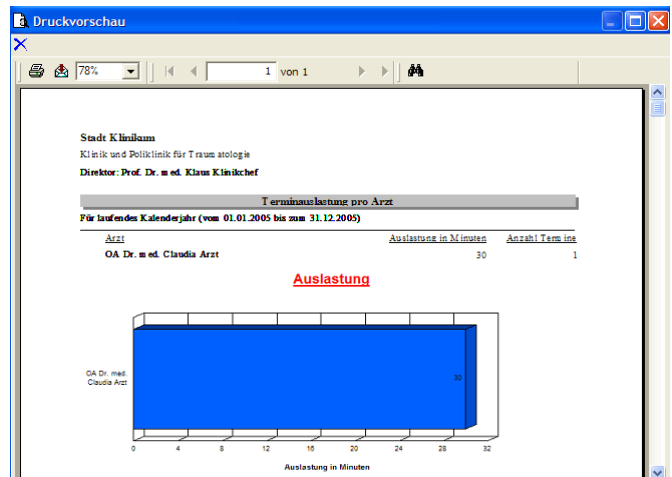 Druckvorschau
78% 1 von 1
Stadt Klinikum
Klinik und Poliklinik für Traumatologie
Direktor: Prof. Dr. med. Klaus Klinikchef
Terminauslastung pro Arzt
Für laufendes Kalenderjahr (vom 01.01.2005 bis zum 31.12.2005)
Arzt Auslastung in Minuten Anzahl Termine
OA Dr. med. Claudia Arzt 30 1
Auslastung
OA Dr. med.
Claudia Arzt
30
0 4 8 12 16 20 24 28 32
Auslastung in Minuten